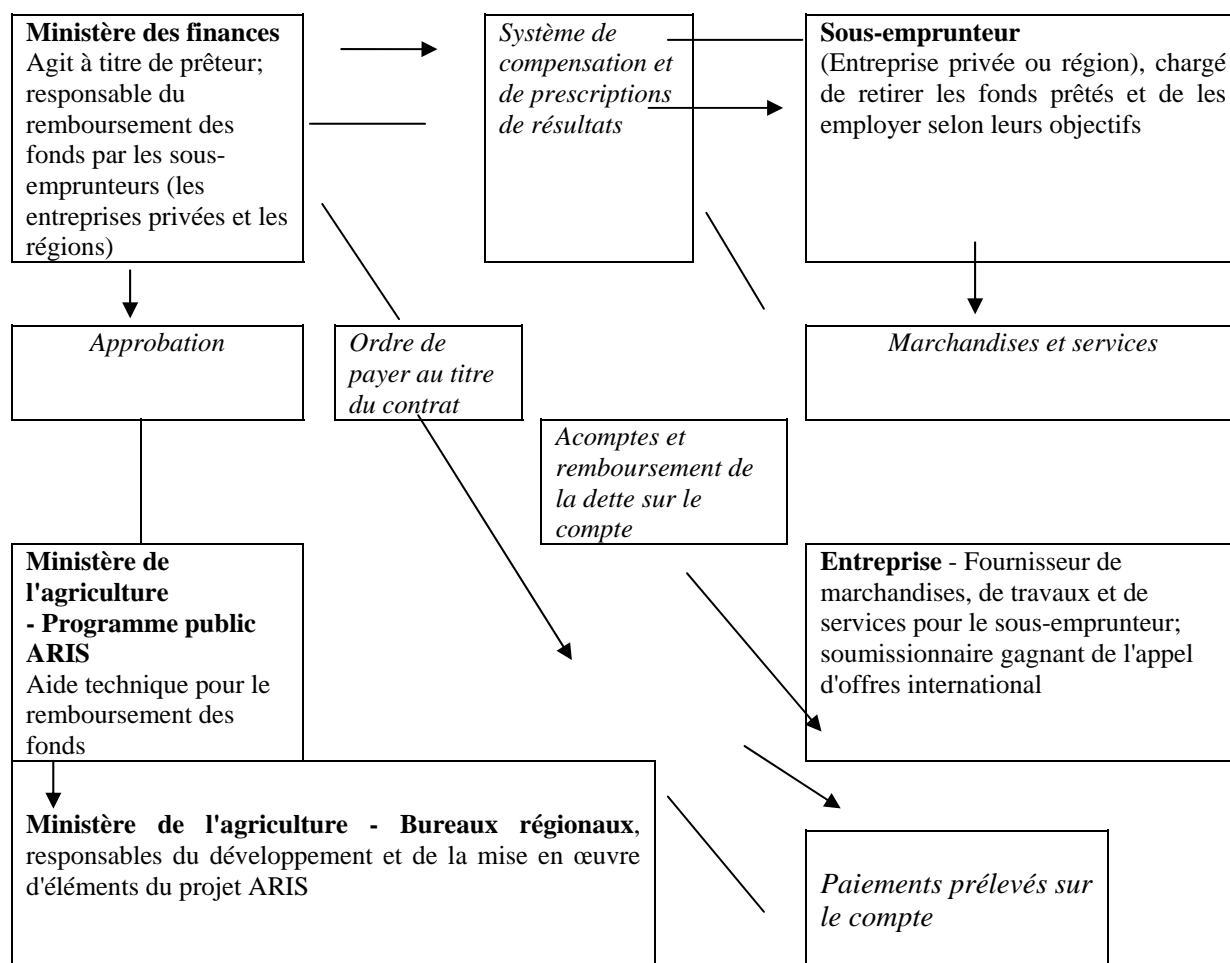 Ministère des finances
Agit à titre de prêteur;
responsable du
remboursement des
fonds par les sous-
emprunteurs (les
entreprises privées et les
régions)
Système de
compensation et
de prescriptions
de résultats
Sous-emprunteur
(Entreprise privée ou région), chargé
de retirer les fonds prêtés et de les
employer selon leurs objectifs
Approbation
Ordre de
payer au titre
du contrat
Marchandises et services
Acomptes et
remboursement de
la dette sur le
compte
Ministère de
l'agriculture
- Programme public
ARIS
Aide technique pour le
remboursement des
fonds
Entreprise - Fournisseur de
marchandises, de travaux et de
services pour le sous-emprunteur;
soumissionnaire gagnant de l'appel
d'offres international
Ministère de l'agriculture - Bureaux régionaux,
responsables du développement et de la mise en œuvre
d'éléments du projet ARIS
Paiements prélevés sur
le compte